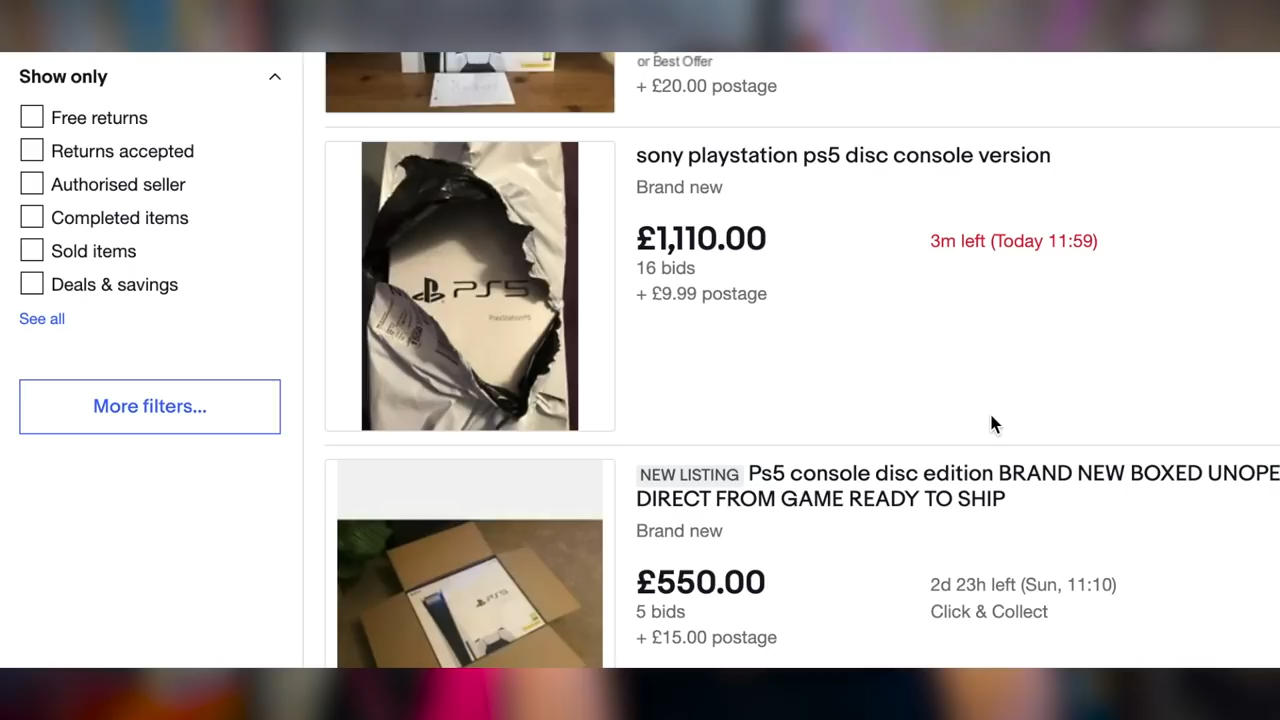 Show only
Free returns
Returns accepted
Authorised seller
Completed items
Sold items
Deals & savings
See all
More filters...
or Best Offer
+ £20.00 postage
sony playstation ps5 disc console version
Brand new
£1,110.00
3m left (Today 11:59)
16 bids
+ £9.99 postage
PS5
PlayStation®5
NEW LISTING Ps5 console disc edition BRAND NEW BOXED UNOPE
DIRECT FROM GAME READY TO SHIP
Brand new
£550.00
2d 23h left (Sun, 11:10)
5 bids
Click & Collect
+ £15.00 postage
PS5